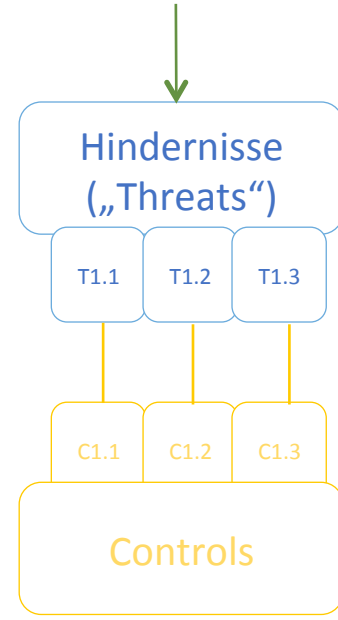 Hindernisse
(„Threats“)
T1.1 T1.2 T1.3
C1.1 C1.2 C1.3
Controls